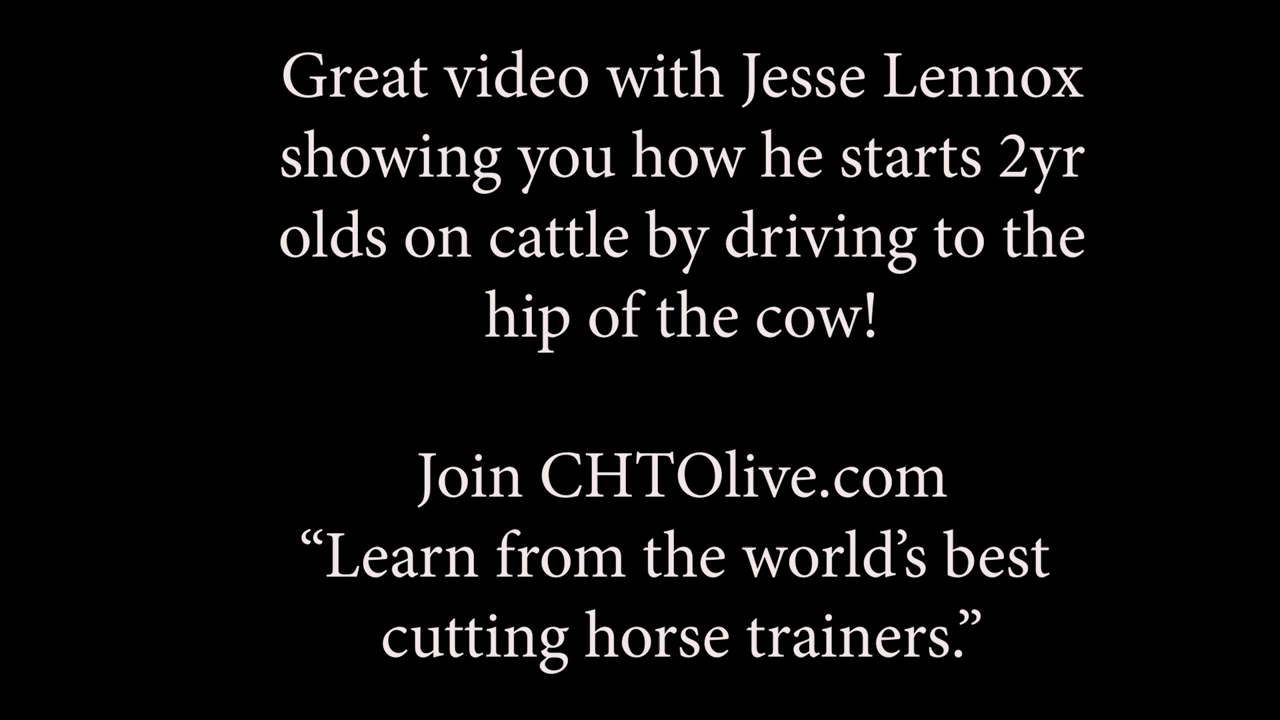 Great video with Jesse Lennox
showing you how he starts 2yr
olds on cattle by driving to the
hip of the cow!
Join CHTOlive.com
“Learn from the world’s best
cutting horse trainers.”